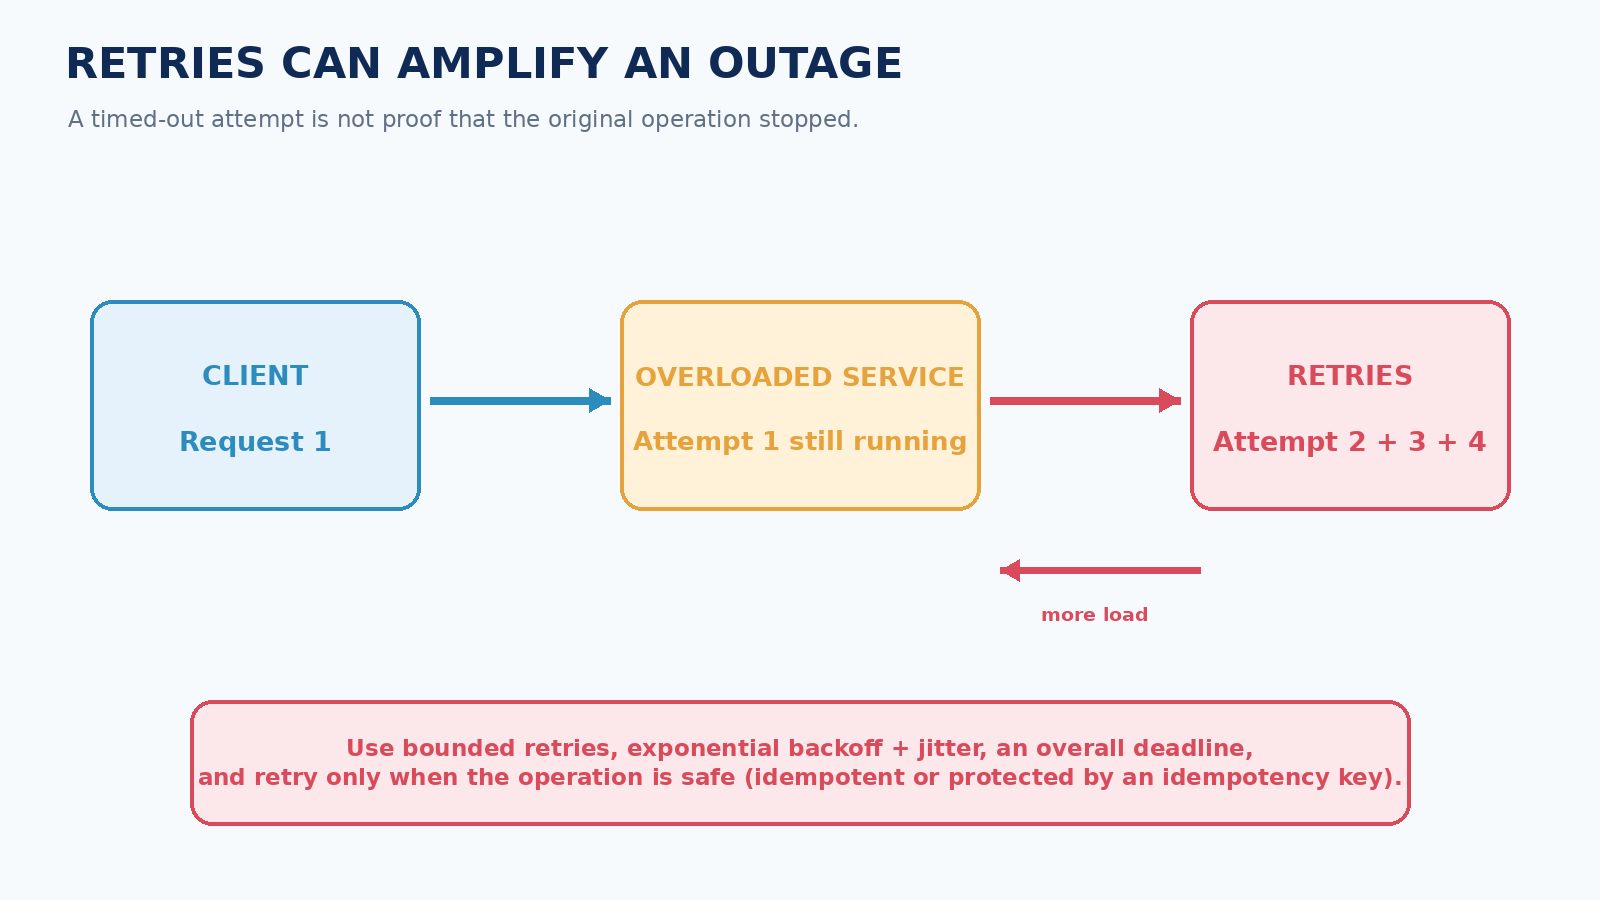 RETRIES CAN AMPLIFY AN OUTAGE
A timed-out attempt is not proof that the original operation stopped.
CLIENT
Request 1
OVERLOADED SERVICE
Attempt 1 still running
RETRIES
Attempt 2 + 3 + 4
more load
Use bounded retries, exponential backoff + jitter, an overall deadline,
and retry only when the operation is safe (idempotent or protected by an idempotency key).